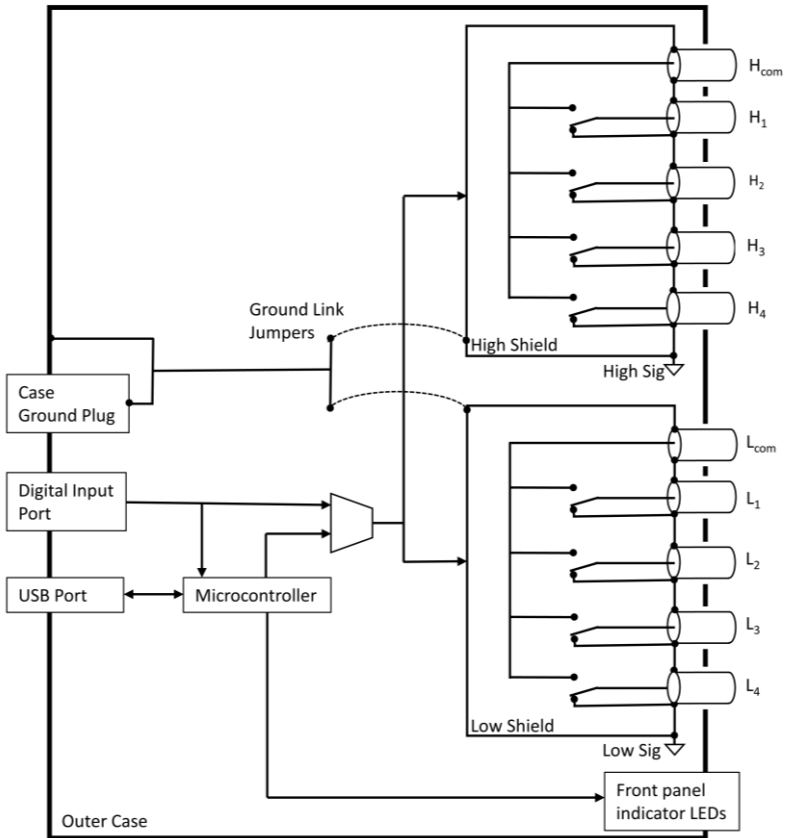 H_com
H_1
H_2
H_3
H_4
Ground Link
Jumpers
High Shield
High Sig
Case
Ground Plug
L_com
Digital Input
Port
L_1
L_2
USB Port
Microcontroller
L_3
L_4
Low Shield
Low Sig
Front panel
indicator LEDs
Outer Case